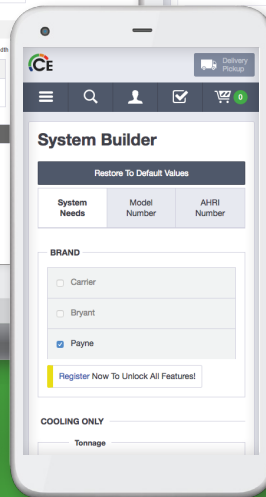 CE
Delivery
Pickup
0
System Builder
Restore To Default Values
System
Needs
Model
Number
AHRI
Number
BRAND
Carrier
Bryant
Payne
Register Now To Unlock All Features!
COOLING ONLY
Tonnage